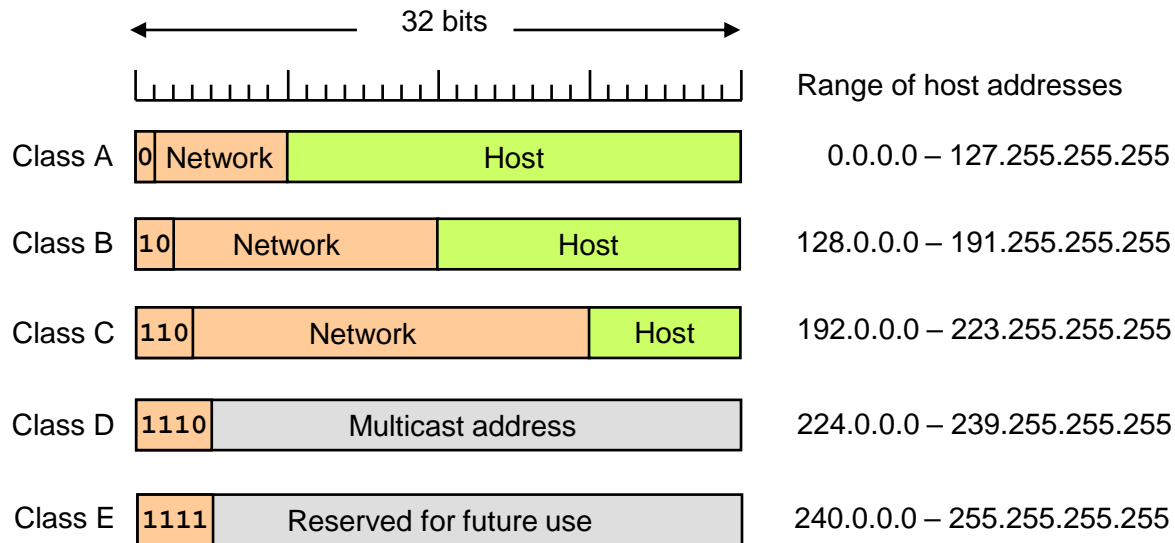 32 bits
Range of host addresses
Class A 0 Network Host 0.0.0.0 – 127.255.255.255
Class B 10 Network Host 128.0.0.0 – 191.255.255.255
Class C 110 Network Host 192.0.0.0 – 223.255.255.255
Class D 1110 Multicast address 224.0.0.0 – 239.255.255.255
Class E 1111 Reserved for future use 240.0.0.0 – 255.255.255.255